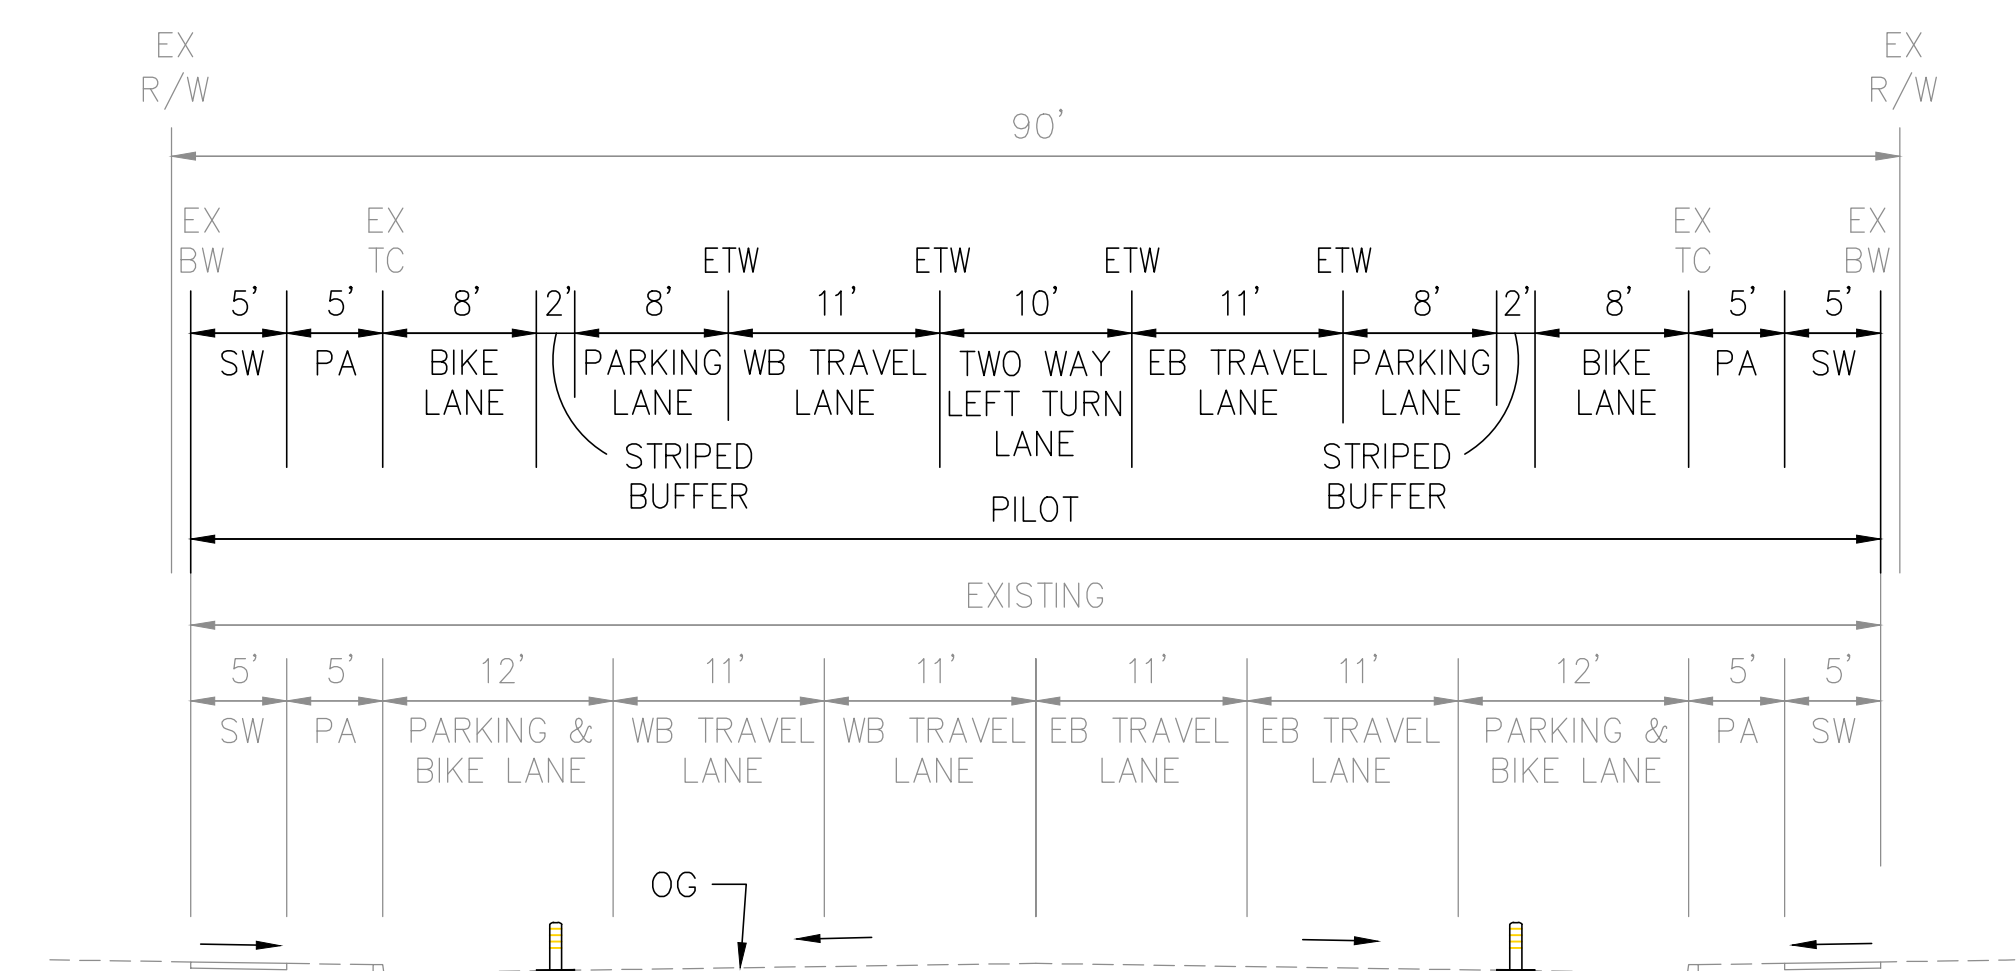 EX EX
R/W R/W
90'
EX EX EX EX
BW TC ETW ETW ETW ETW TC BW
5' 5' 8' 2' 8' 11' 10' 11' 8' 2' 8' 5' 5'
SW PA BIKE PARKING WB TRAVEL TWO WAY EB TRAVEL PARKING BIKE PA SW
LANE LANE LANE LEFT TURN LANE LANE LANE
LANE
STRIPED STRIPED
BUFFER BUFFER
PILOT
EXISTING
5' 5' 12' 11' 11' 11' 11' 12' 5' 5'
SW PA PARKING & WB TRAVEL WB TRAVEL EB TRAVEL EB TRAVEL PARKING & PA SW
BIKE LANE LANE LANE LANE LANE BIKE LANE
OG